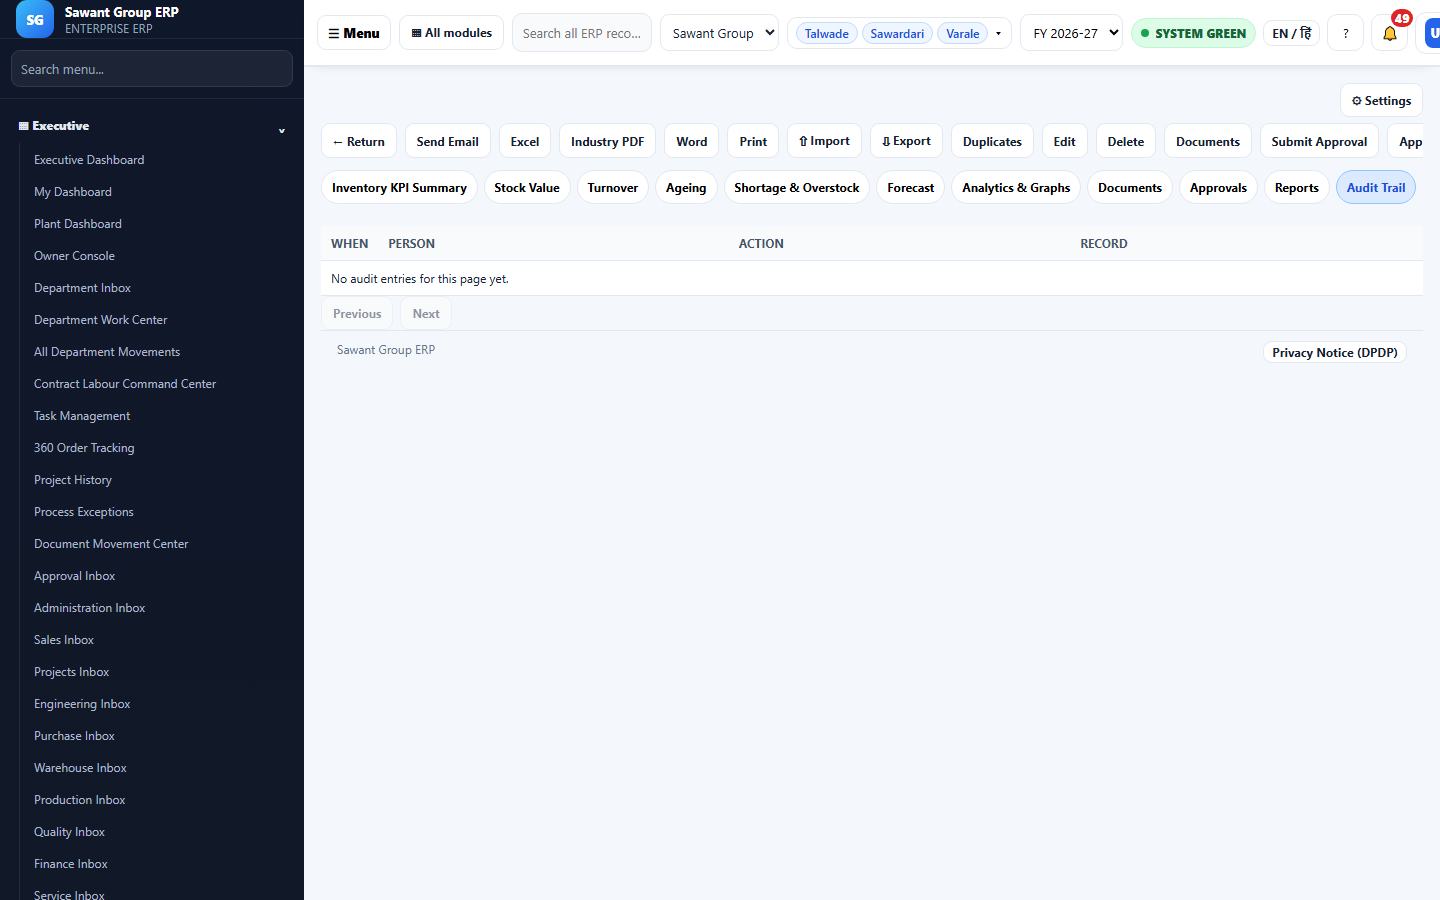 SG
Sawant Group ERP
ENTERPRISE ERP
☰ Menu
▦ All modules
Search all ERP reco...
Sawant Group
Talwade
Sawardari
Varale
FY 2026-27
SYSTEM GREEN
EN / हिं
?
49
U
Search menu...
▦ Executive
Executive Dashboard
My Dashboard
Plant Dashboard
Owner Console
Department Inbox
Department Work Center
All Department Movements
Contract Labour Command Center
Task Management
360 Order Tracking
Project History
Process Exceptions
Document Movement Center
Approval Inbox
Administration Inbox
Sales Inbox
Projects Inbox
Engineering Inbox
Purchase Inbox
Warehouse Inbox
Production Inbox
Quality Inbox
Finance Inbox
Service Inbox
⚙ Settings
← Return
Send Email
Excel
Industry PDF
Word
Print
⇧ Import
⇩ Export
Duplicates
Edit
Delete
Documents
Submit Approval
App
Inventory KPI Summary
Stock Value
Turnover
Ageing
Shortage & Overstock
Forecast
Analytics & Graphs
Documents
Approvals
Reports
Audit Trail
WHEN PERSON ACTION RECORD
No audit entries for this page yet.
Previous
Next
Sawant Group ERP
Privacy Notice (DPDP)